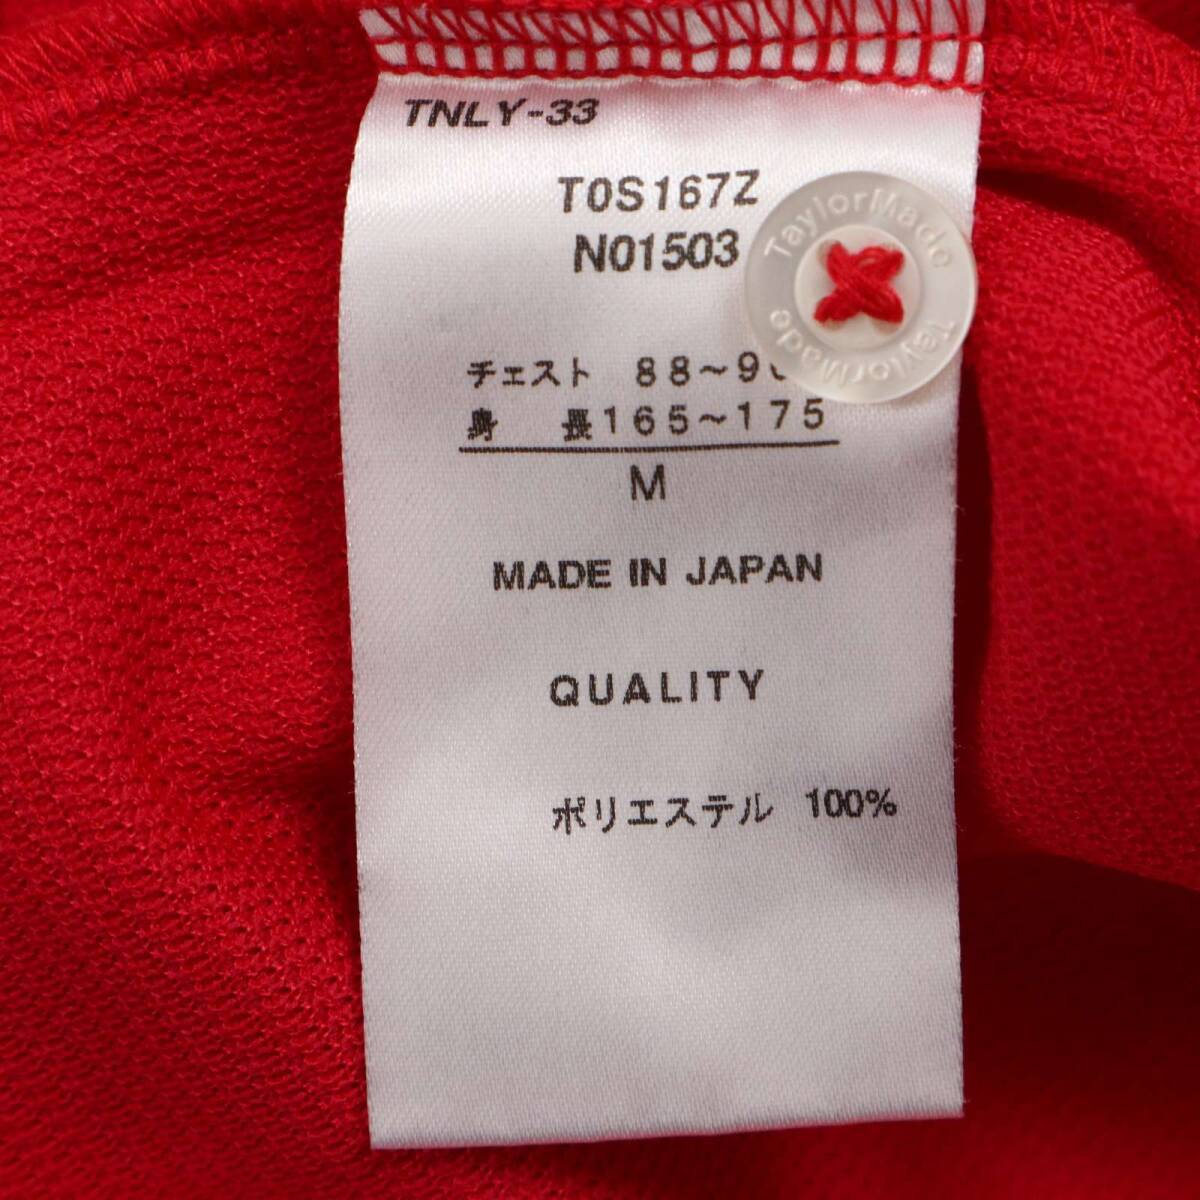 TNLY-33
T0S167Z
N01503
TaylorMade
TaylorMade
チェスト 88~9
身 長165~175
M
MADE IN JAPAN
QUALITY
ポリエステル 100%